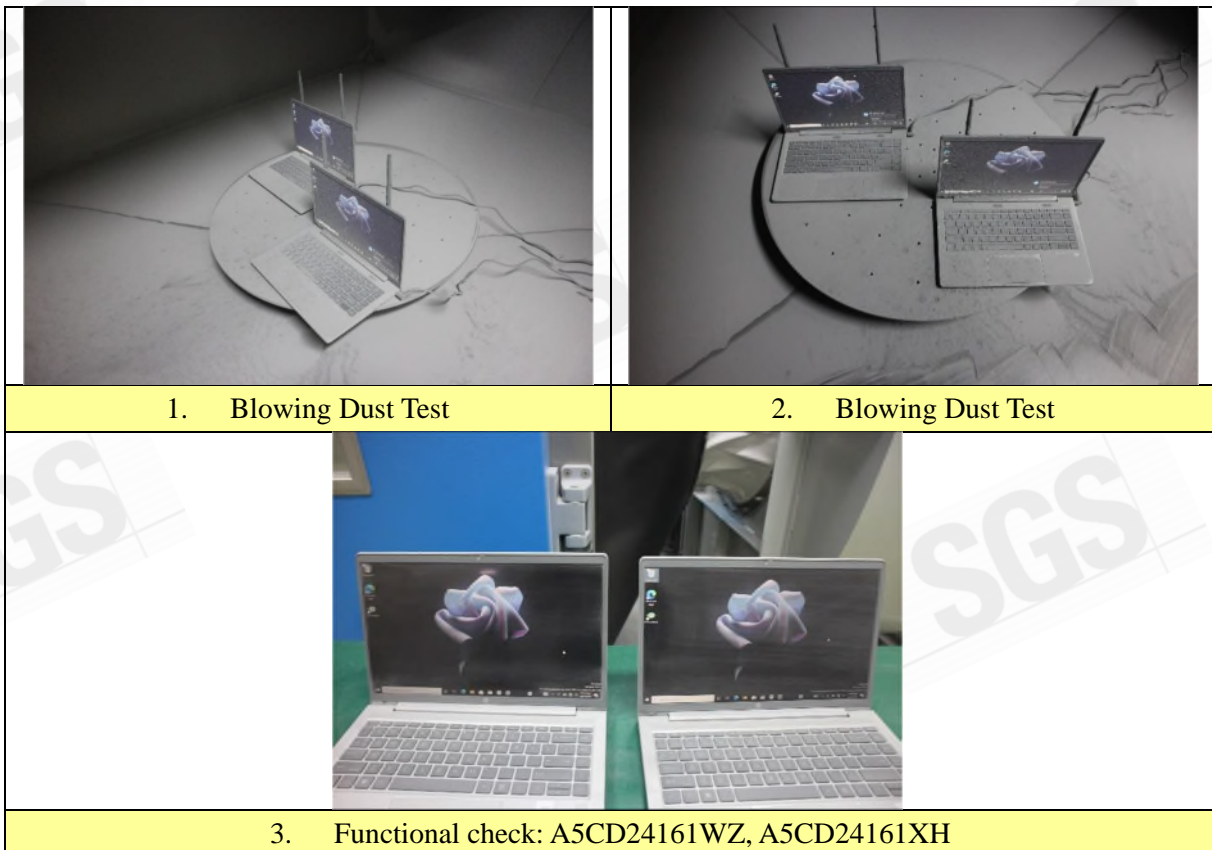 1. Blowing Dust Test
2. Blowing Dust Test
3. Functional check: A5CD24161WZ, A5CD24161XH
SGS
SGS